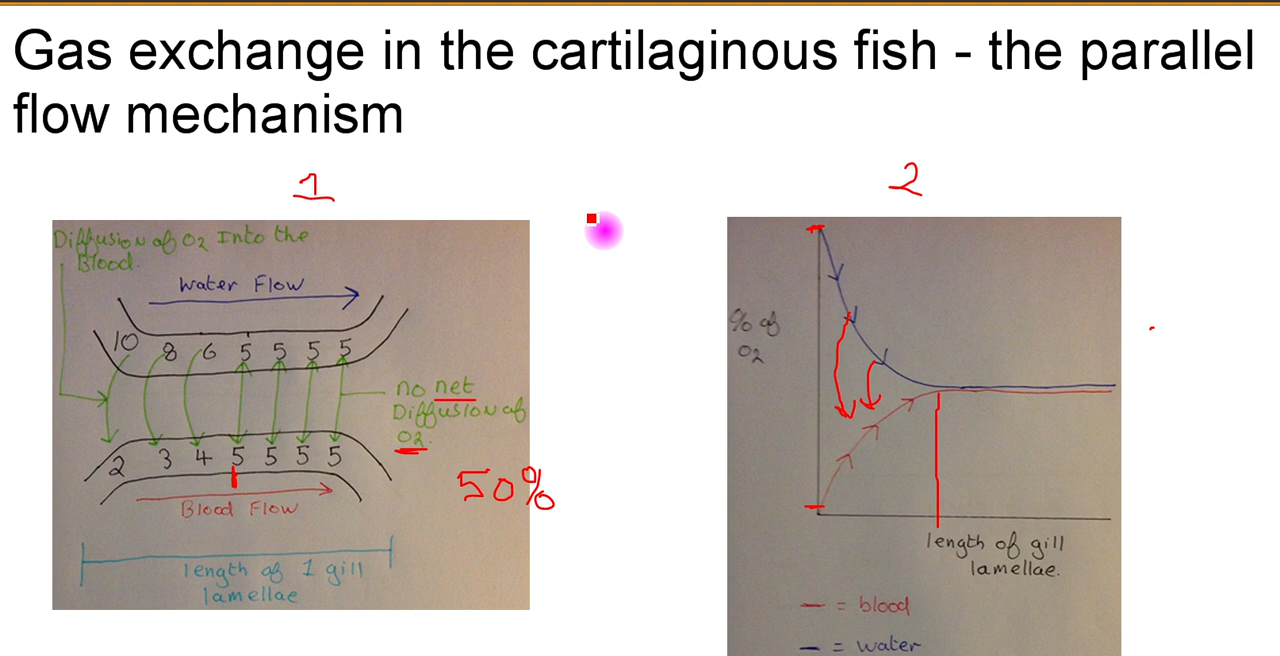 Gas exchange in the cartilaginous fish - the parallel
flow mechanism
1
Diffusion of O2 Into the
Blood.
Water Flow
10 8 6 5 5 5 5
no net
Diffusion of
O2.
2 3 4 5 5 5 5
50%
Blood Flow
length of 1 gill
lamellae
2
% of
O2
length of gill
lamellae.
= blood
= water